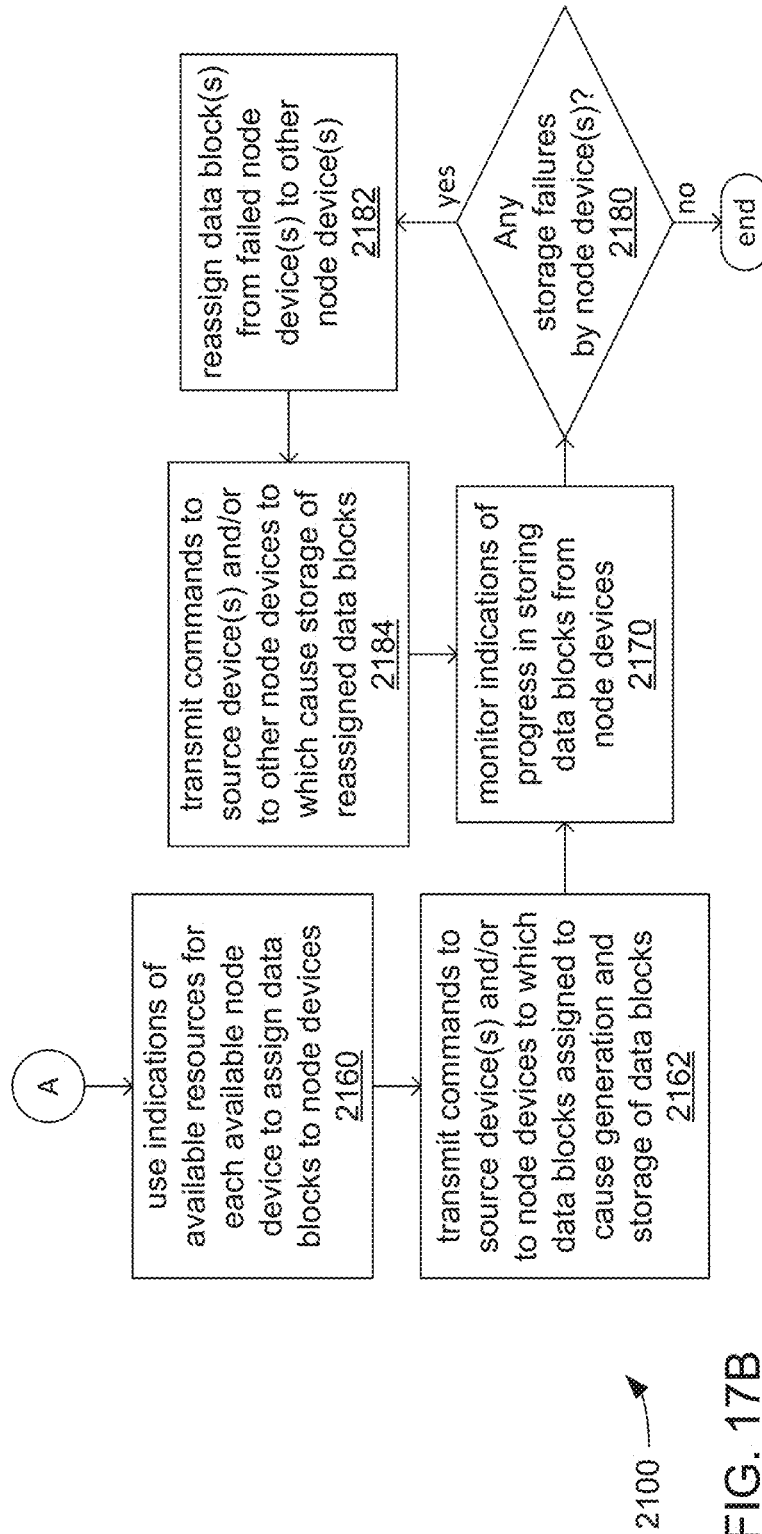 A
use indications of
available resources for
each available node
device to assign data
blocks to node devices
2160
transmit commands to
source device(s) and/or
to node devices to which
data blocks assigned to
cause generation and
storage of data blocks
2162
transmit commands to
source device(s) and/or
to other node devices to
which cause storage of
reassigned data blocks
2184
monitor indications of
progress in storing
data blocks from
node devices
2170
reassign data block(s)
from failed node
device(s) to other
node device(s)
2182
yes
Any
storage failures
by node device(s)?
2180
no
end
2100
FIG. 17B